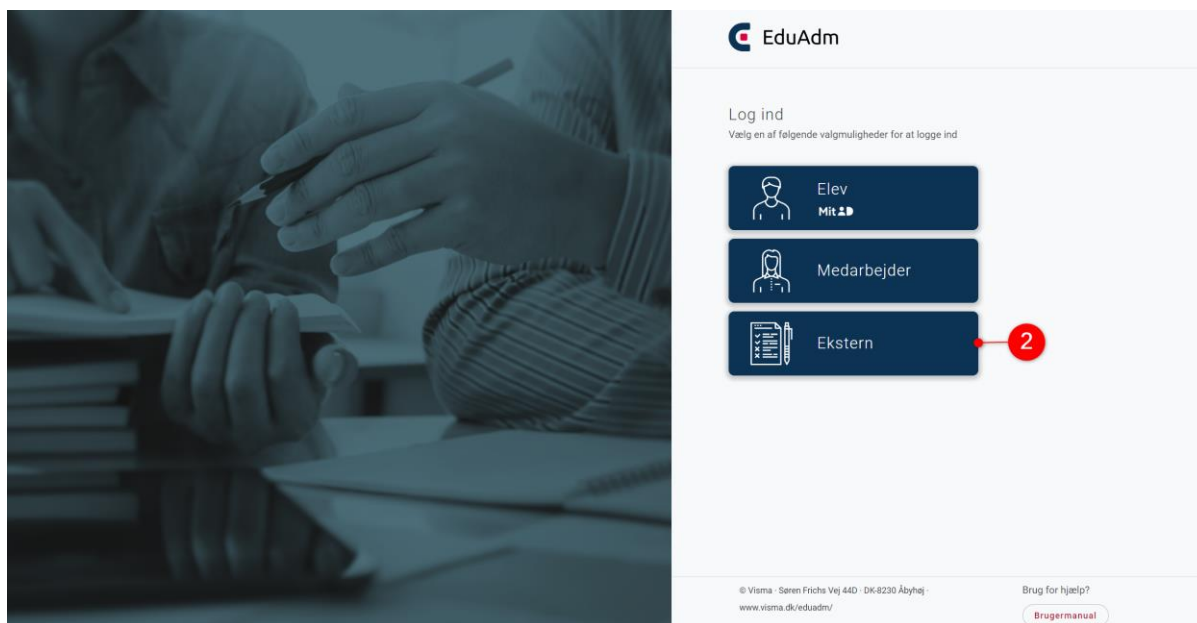 EduAdm
Log ind
Vælg en af følgende valgmuligheder for at logge ind
Elev
Mit
Medarbejder
Ekstern
2
© Visma · Søren Frichs Vej 44D · DK-8230 Åbyhøj ·
www.visma.dk/eduadm/
Brug for hjælp?
Brugermanual